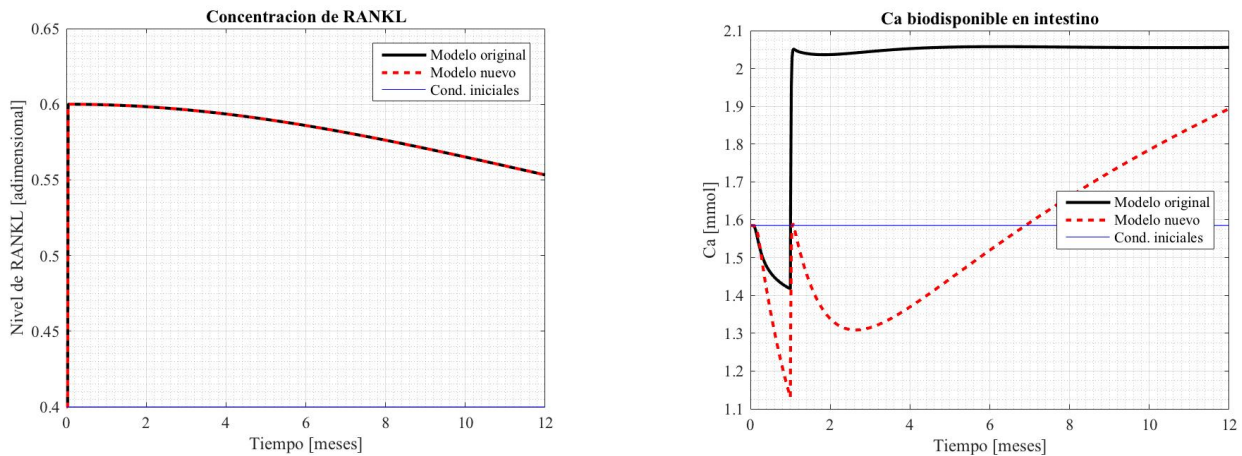 Concentracion de RANKL
0.65
0.6
0.55
0.5
0.45
0.4
Nivel de RANKL [adimensional]
Modelo original
Modelo nuevo
Cond. iniciales
0 2 4 6 8 10 12
Tiempo [meses]
Ca biodisponible en intestino
2.1
2
1.9
1.8
1.7
1.6
1.5
1.4
1.3
1.2
1.1
Ca [mmol]
Modelo original
Modelo nuevo
Cond. iniciales
0 2 4 6 8 10 12
Tiempo [meses]